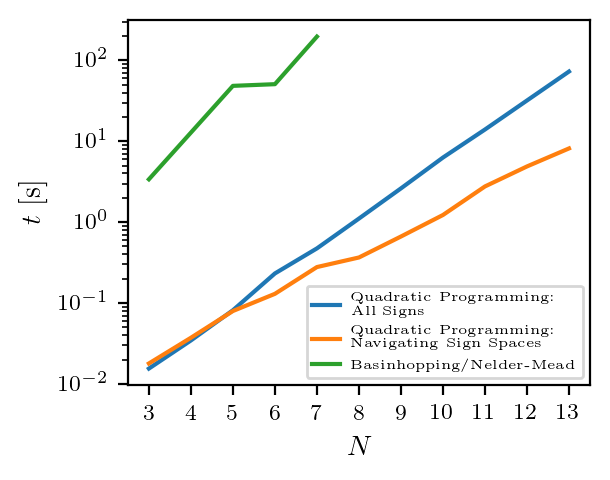 10²
10¹
10⁰
10⁻¹
10⁻²
t [s]
3 4 5 6 7 8 9 10 11 12 13
N
Quadratic Programming:
All Signs
Quadratic Programming:
Navigating Sign Spaces
Basinhopping/Nelder-Mead